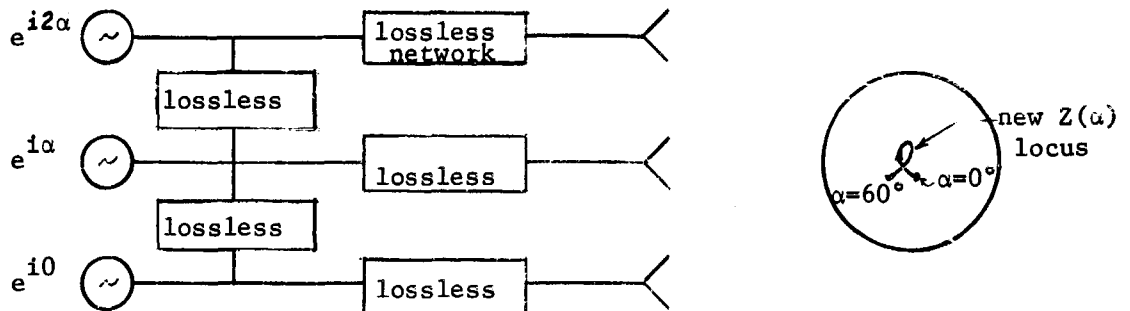 e^{i2α}
lossless
network
lossless
e^{iα}
lossless
lossless
e^{i0}
lossless
new Z(α)
locus
α=60°
α=0°